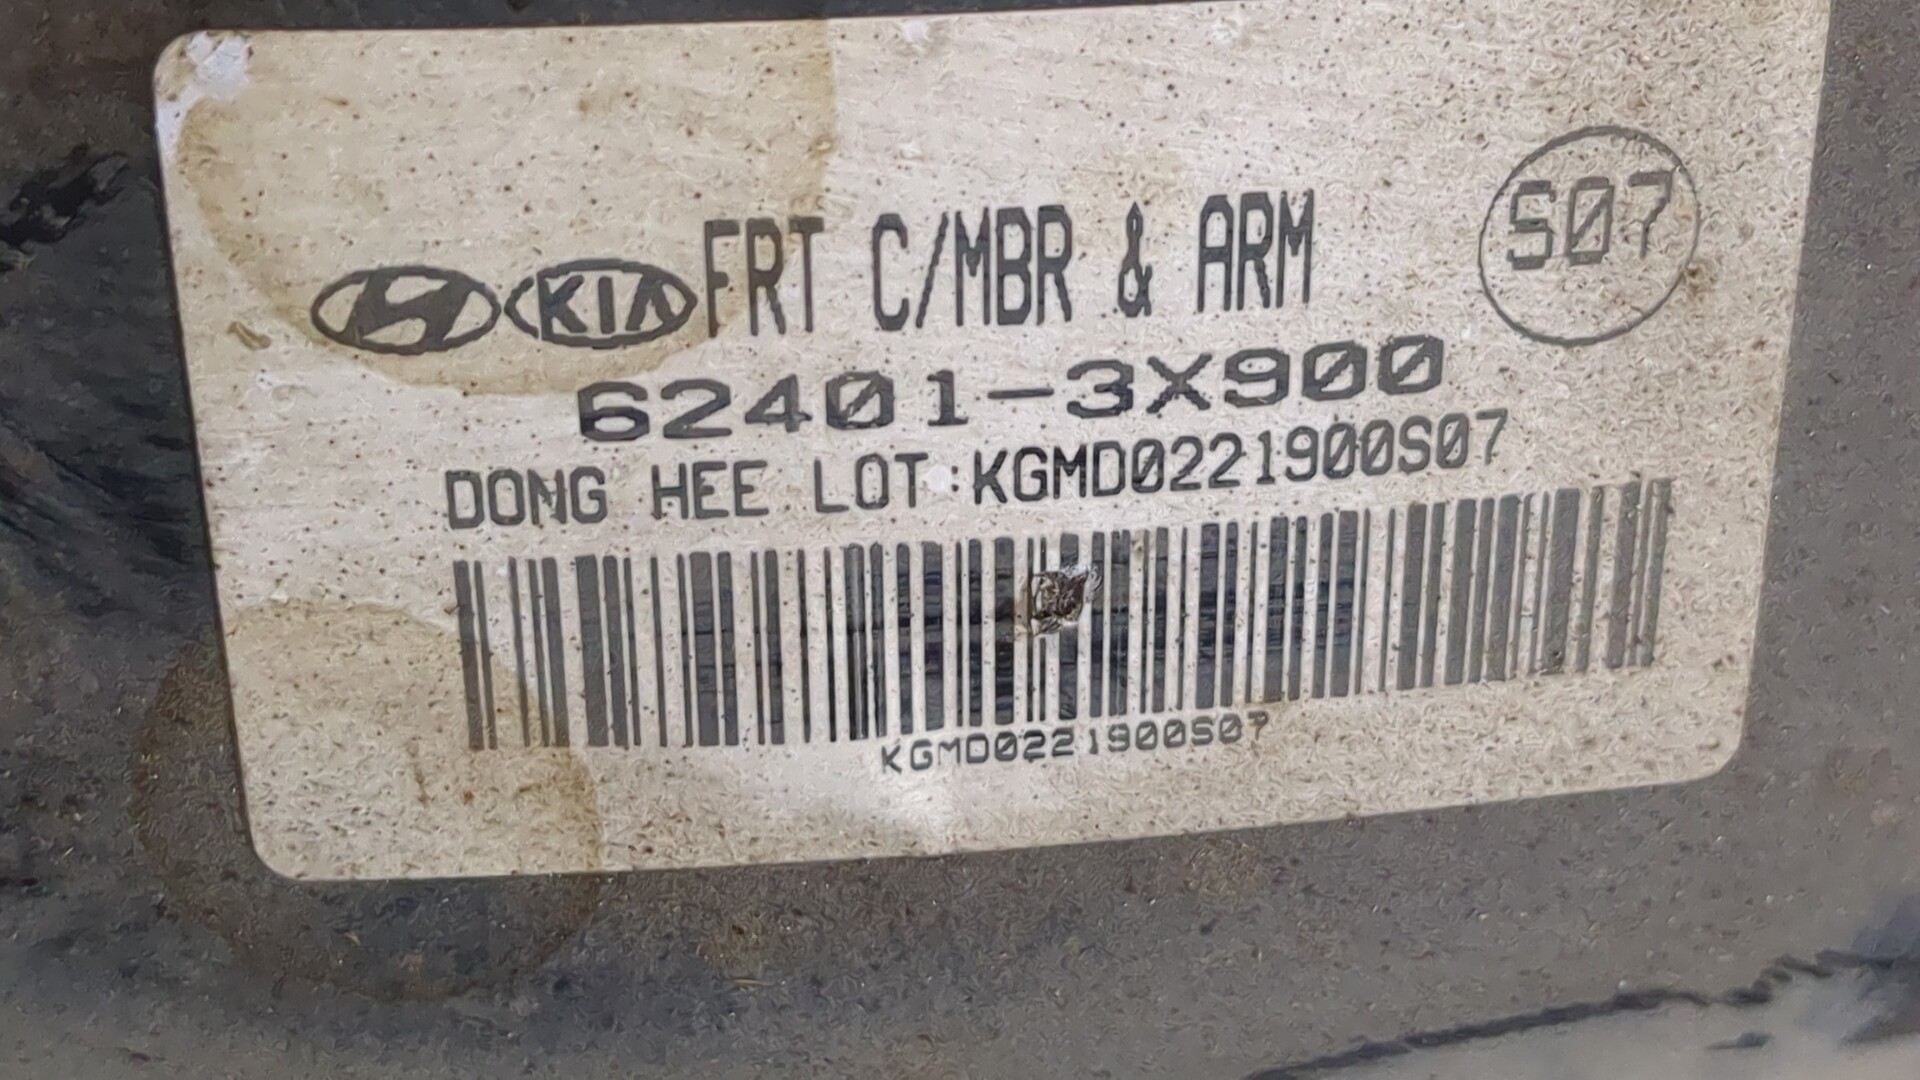 S07
KIA FRT C/MBR & ARM
62401-3X900
DONG HEE LOT:KGMD0221900S07
KGMD0221900S07